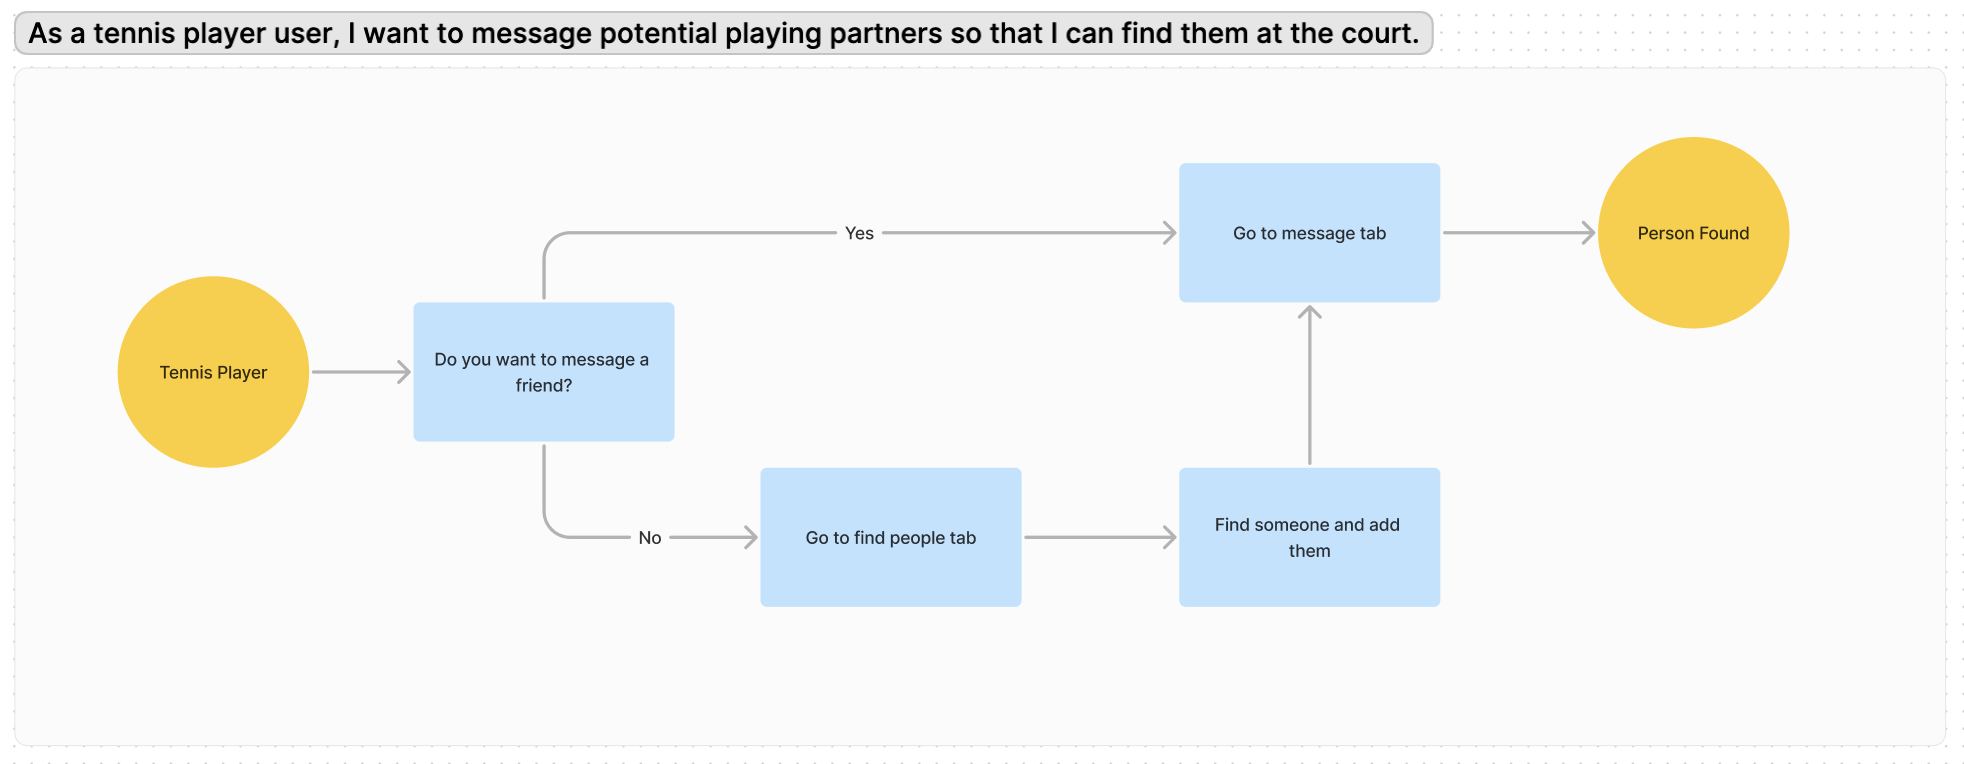 As a tennis player user, I want to message potential playing partners so that I can find them at the court.
Yes
Go to message tab
Person Found
Tennis Player
Do you want to message a
friend?
No
Go to find people tab
Find someone and add
them